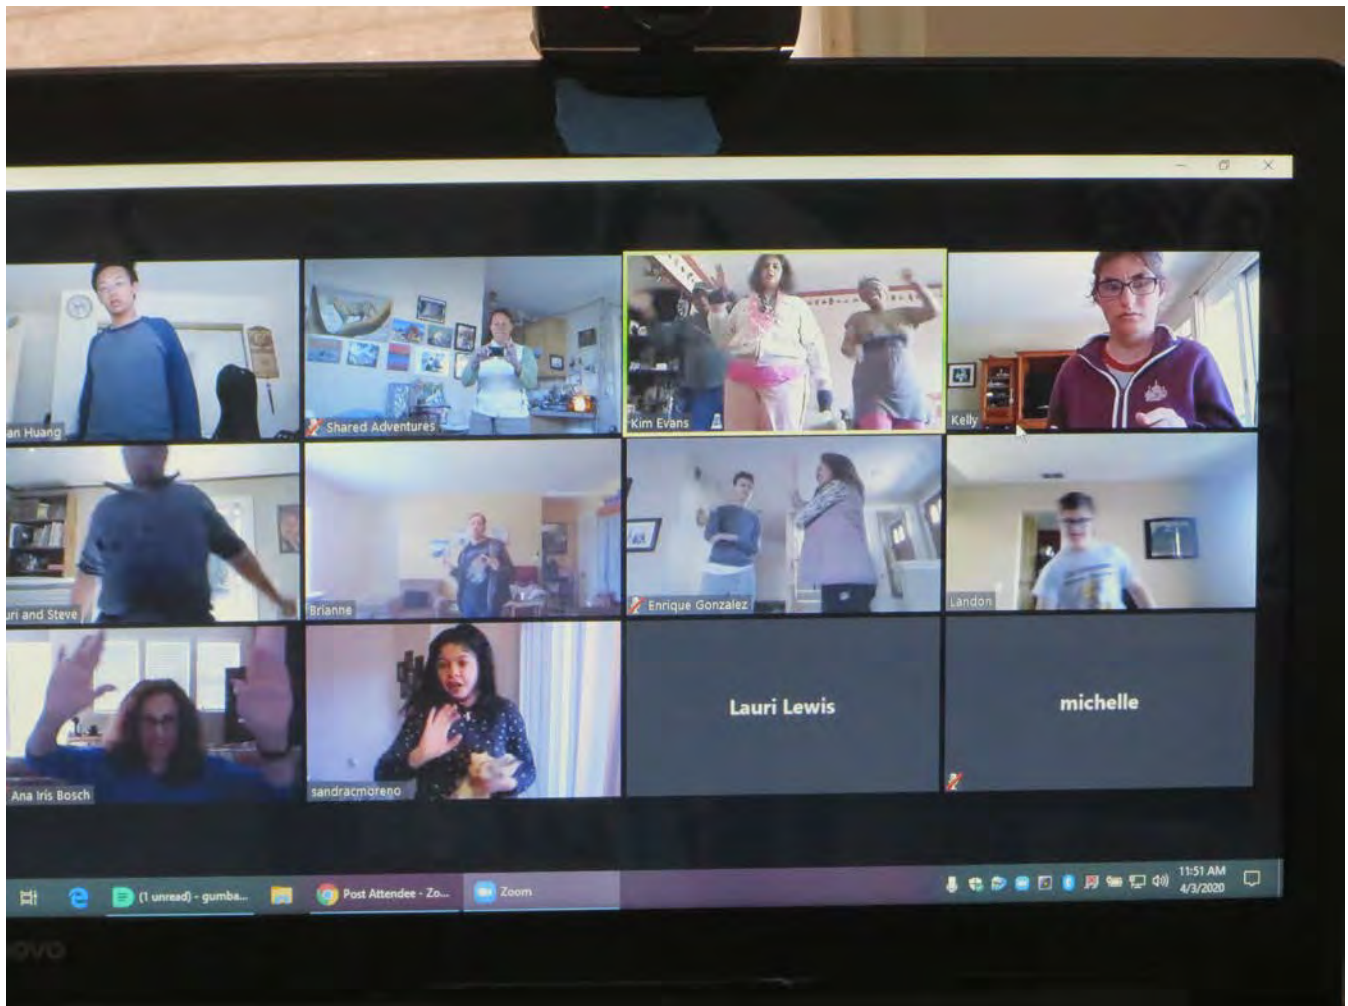 an Huang
Shared Adventures
Kim Evans
Kelly
uri and Steve
Brianne
Enrique Gonzalez
Landon
Ana Iris Bosch
sandracmoreno
Lauri Lewis
michelle
(1 unread) - gumba...
Post Attendee - Zo...
Zoom
11:51 AM
4/3/2020
ovo